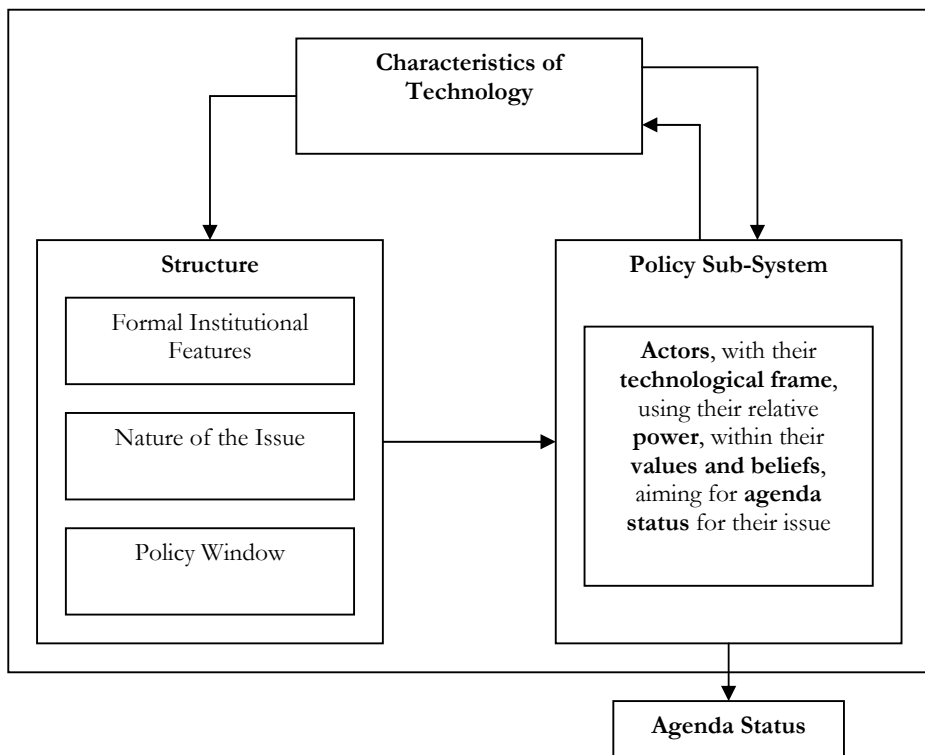 Characteristics of
Technology
Structure
Formal Institutional
Features
Nature of the Issue
Policy Window
Policy Sub-System
Actors, with their
technological frame,
using their relative
power, within their
values and beliefs,
aiming for agenda
status for their issue
Agenda Status